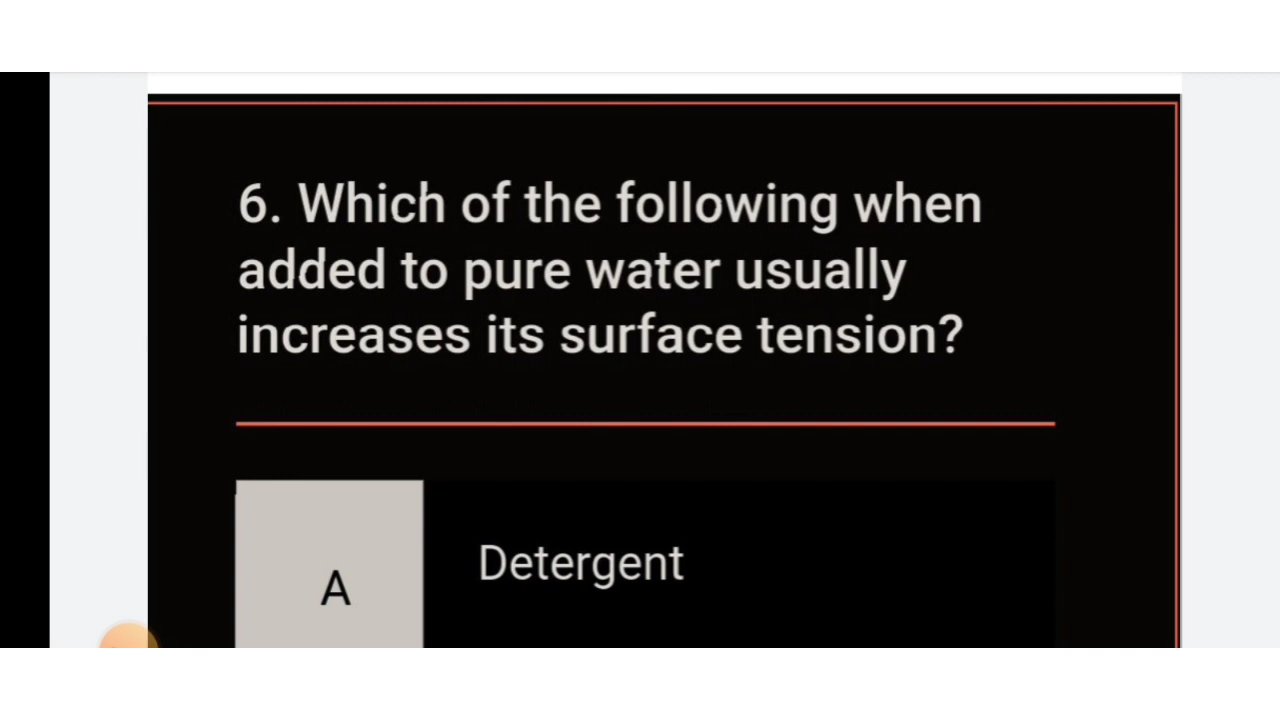 6. Which of the following when
added to pure water usually
increases its surface tension?
A
Detergent